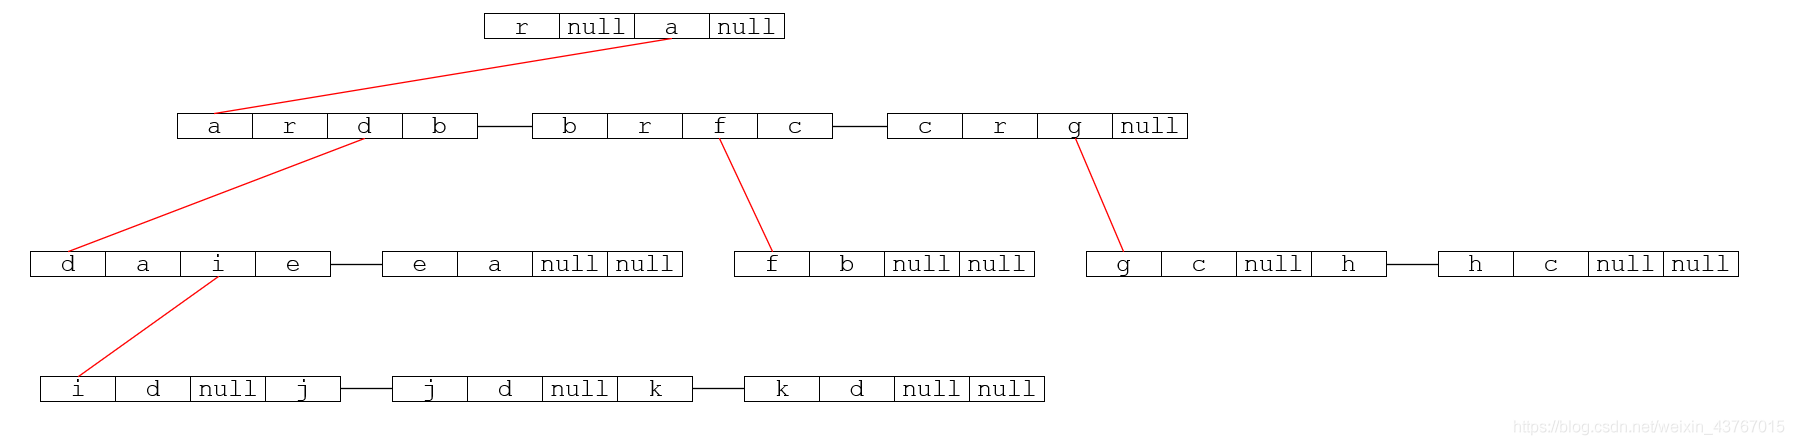 r null a null
a r d b b r f c c r g null
d a i e e a null null f b null null g c null h h c null null
i d null j j d null k k d null null
https://blog.csdn.net/weixin_43767015